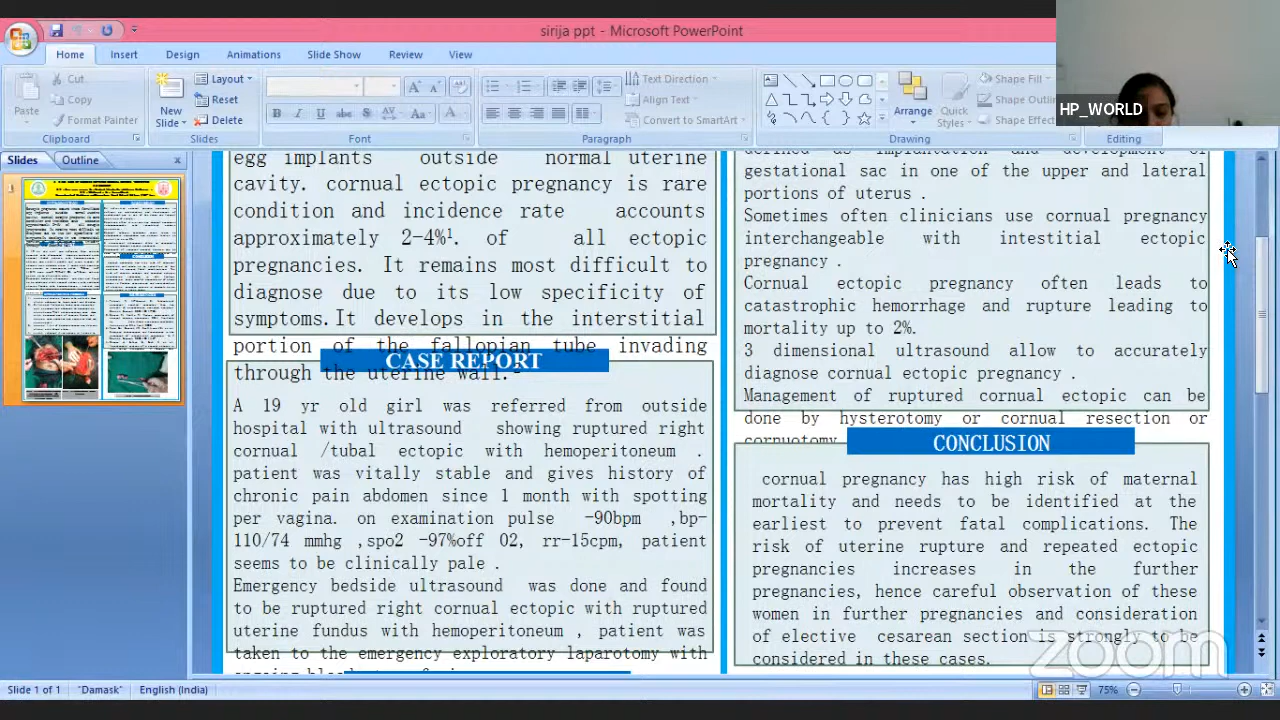 sirija ppt - Microsoft PowerPoint
Home Insert Design Slide Show Animations Review View
Cut
Copy
Format Painter
Paste
Clipboard
New
Slide
Layout
Reset
Delete
Slides
Font
Text Direction
Align Text
Convert to SmartArt
Paragraph
Arrange
Quick
Styles
Shape Fill
Shape Outli
Shape Effect
Drawing
Editing
HP_WORLD
Slides Outline
1
egg implants outside normal uterine
cavity. cornual ectopic pregnancy is rare
condition and incidence rate accounts
approximately 2-4%¹. of all ectopic
pregnancies. It remains most difficult to
diagnose due to its low specificity of
symptoms.It develops in the interstitial
portion of the fallopian tube invading
through the uterine wall.
CASE REPORT
A 19 yr old girl was referred from outside
hospital with ultrasound showing ruptured right
cornual /tubal ectopic with hemoperitoneum .
patient was vitally stable and gives history of
chronic pain abdomen since 1 month with spotting
per vagina. on examination pulse -90bpm ,bp-
110/74 mmhg ,spo2 -97%off O2, rr-15cpm, patient
seems to be clinically pale .
Emergency bedside ultrasound was done and found
to be ruptured right cornual ectopic with ruptured
uterine fundus with hemoperitoneum , patient was
taken to the emergency exploratory laparotomy with
defined as implantation and development of
gestational sac in one of the upper and lateral
portion of uterus .
Sometimes often clinicians use cornual pregnancy
interchangeable with intestitial ectopic
pregnancy .
Cornual ectopic pregnancy often leads to
catastrophic hemorrhage and rupture leading to
mortality up to 2%.
3 dimensional ultrasound allow to accurately
diagnose cornual ectopic pregnancy .
Management of ruptured cornual ectopic can be
done by hysterotomy or cornual resection or
cornuotomy
CONCLUSION
cornual pregnancy has high risk of maternal
mortality and needs to be identified at the
earliest to prevent fatal complications. The
risk of uterine rupture and repeated ectopic
pregnancies increases in the further
pregnancies, hence careful observation of these
women in further pregnancies and consideration
of elective cesarean section is strongly to be
considered in these cases.
zoom
Slide 1 of 1 "Damask" English (India) 75%